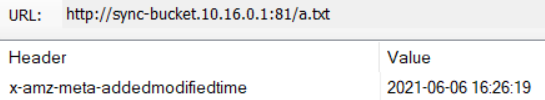 URL: http://sync-bucket.10.16.0.1:81/a.txt
Header Value
x-amz-meta-addedmodifiedtime 2021-06-06 16:26:19